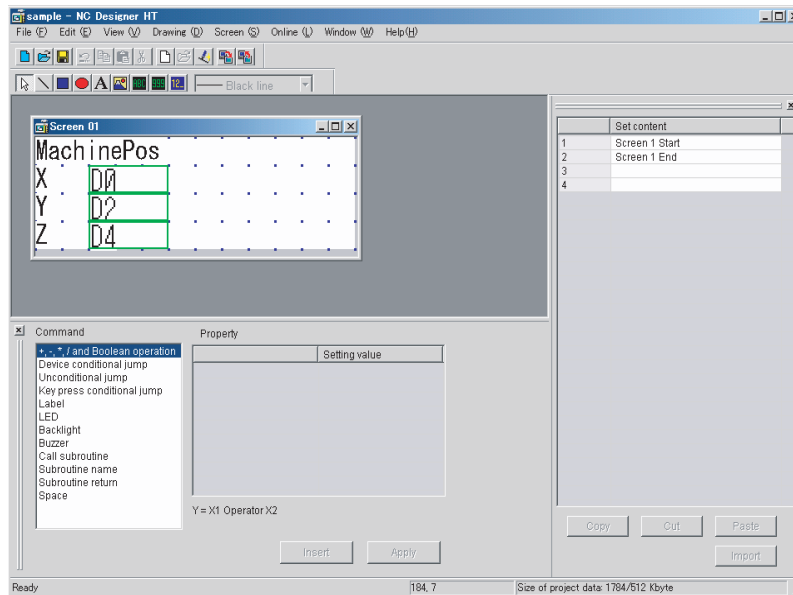 sample - NC Designer HT
File (F) Edit (E) View (V) Drawing (D) Screen (S) Online (L) Window (W) Help(H)
A ABC 999 12.. Black line
Screen 01
MachinePos
X D0
Y D2
Z D4
Set content
1 Screen 1 Start
2 Screen 1 End
3
4
Command
Property
+, -, *, / and Boolean operation
Device conditional jump
Unconditional jump
Key press conditional jump
Label
LED
Backlight
Buzzer
Call subroutine
Subroutine name
Subroutine return
Space
Setting value
Y = X1 Operator X2
Insert Apply
Copy Cut Paste
Import
Ready 184, 7 Size of project data: 1784/512 Kbyte